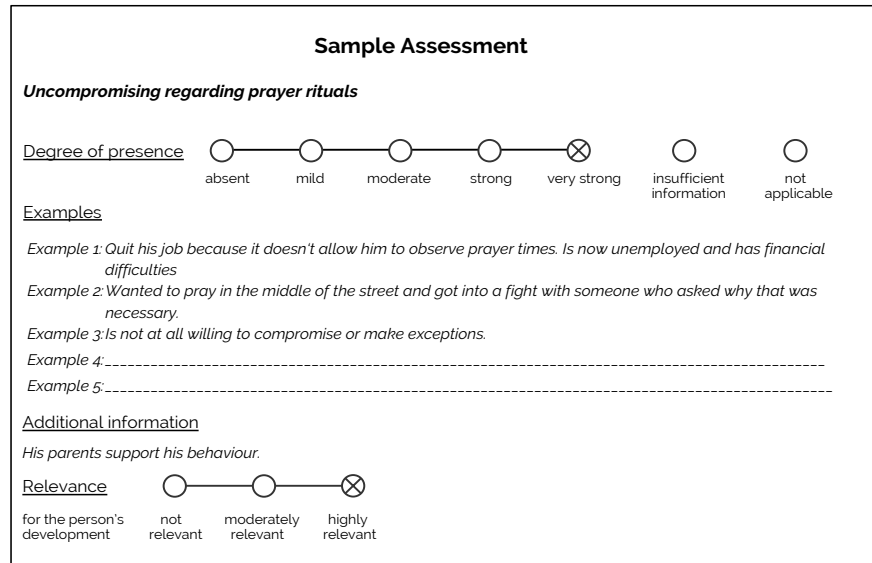 Sample Assessment
Uncompromising regarding prayer rituals
Degree of presence
absent mild moderate strong very strong insufficient information not applicable
Examples
Example 1: Quit his job because it doesn't allow him to observe prayer times. Is now unemployed and has financial
difficulties
Example 2: Wanted to pray in the middle of the street and got into a fight with someone who asked why that was
necessary.
Example 3: Is not at all willing to compromise or make exceptions.
Example 4:
Example 5:
Additional information
His parents support his behaviour.
Relevance
for the person's development
not relevant moderately relevant highly relevant